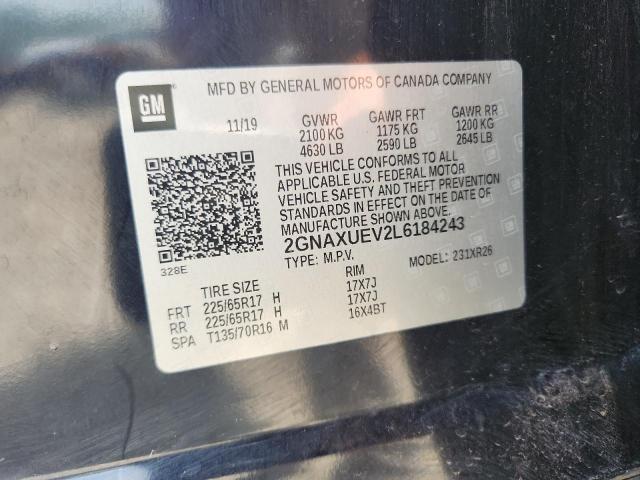 GM
MFD BY GENERAL MOTORS OF CANADA COMPANY
11/19 GVWR GAWR FRT GAWR RR
2100 KG 1175 KG 1200 KG
4630 LB 2590 LB 2645 LB
THIS VEHICLE CONFORMS TO ALL
APPLICABLE U.S. FEDERAL MOTOR
VEHICLE SAFETY AND THEFT PREVENTION
STANDARDS IN EFFECT ON THE DATE OF
MANUFACTURE SHOWN ABOVE.
2GNAXUEV2L6184243
TYPE: M.P.V. MODEL: 231XR26
328E
TIRE SIZE RIM
FRT 225/65R17 H 17X7J
RR 225/65R17 H 17X7J
SPA T135/70R16 M 16X4BT